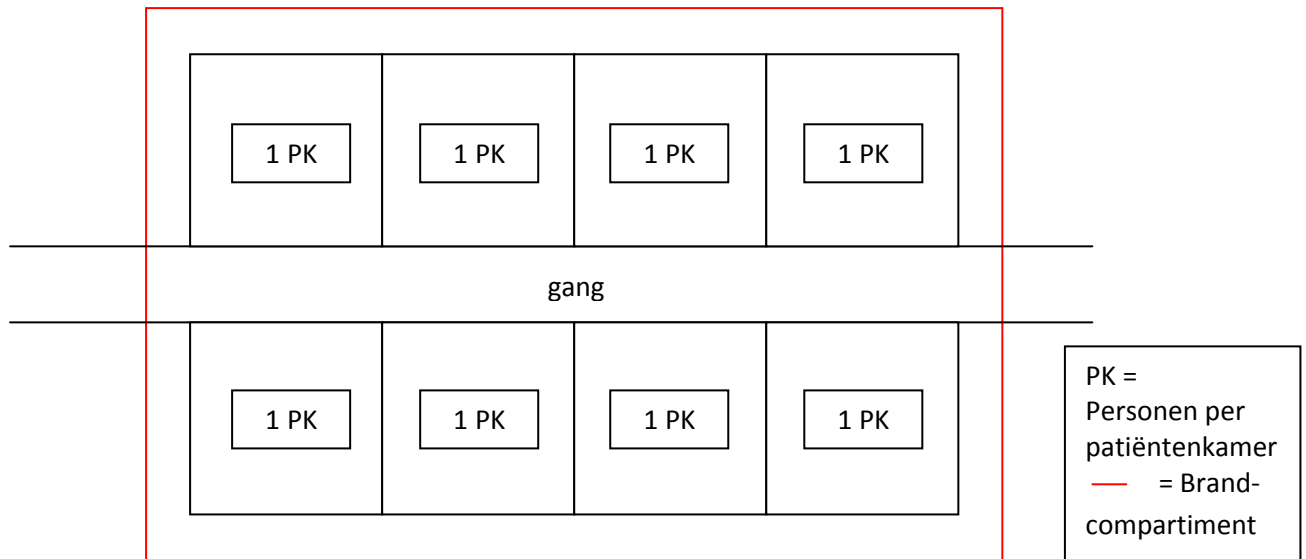 1 PK 1 PK 1 PK 1 PK
gang
1 PK 1 PK 1 PK 1 PK
PK =
Personen per
patiëntenkamer
= Brand-
compartiment